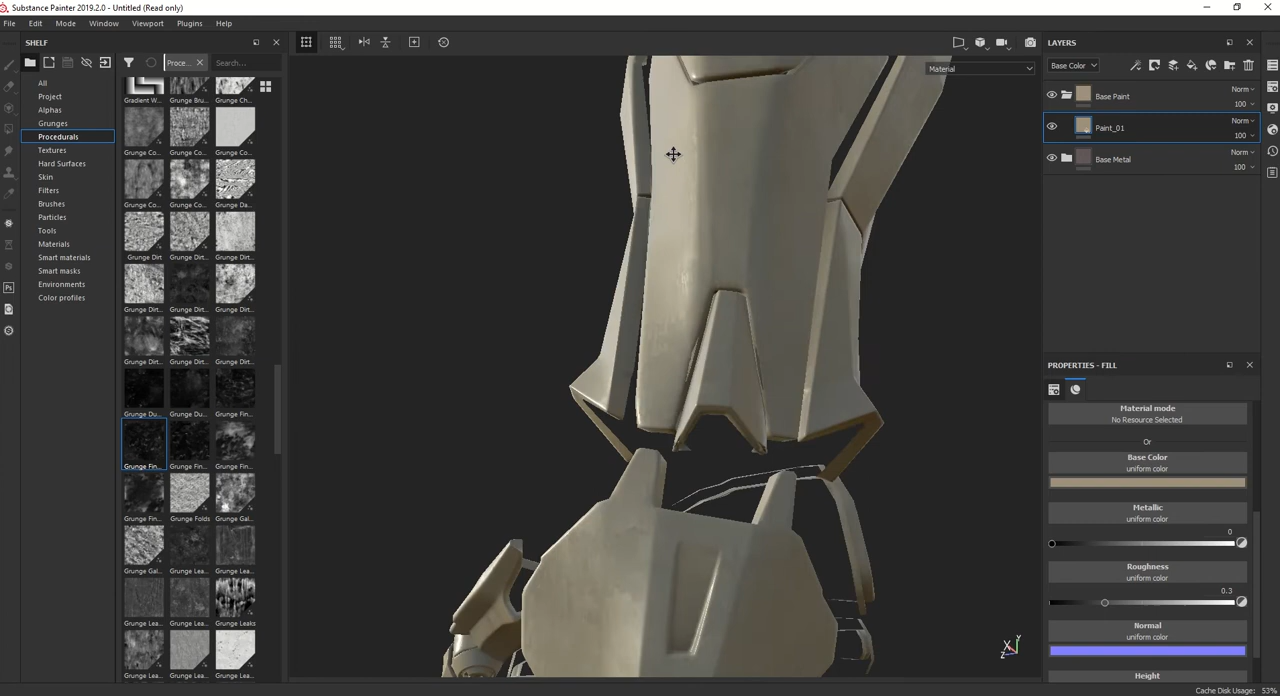 Substance Painter 2019.2.0 - Untitled (Read only)
File Edit Mode Window Viewport Plugins Help
SHELF
Proce...
Search...
All
Project
Alphas
Grunges
Procedurals
Textures
Hard Surfaces
Skin
Filters
Brushes
Particles
Tools
Materials
Smart materials
Smart masks
Environments
Color profiles
Gradient W... Grunge Bru... Grunge Ch...
Grunge Co... Grunge Co... Grunge Co...
Grunge Co... Grunge Co... Grunge Da...
Grunge Dirt Grunge Dirt... Grunge Dirt...
Grunge Dirt... Grunge Dirt... Grunge Dirt...
Grunge Dirt... Grunge Dirt... Grunge Dirt...
Grunge Du... Grunge Du... Grunge Fin...
Grunge Fin... Grunge Fin... Grunge Fin...
Grunge Fin... Grunge Folds Grunge Gal...
Grunge Gal... Grunge Lea... Grunge Lea...
Grunge Lea... Grunge Lea... Grunge Leaks
Grunge Lea... Grunge Lea... Grunge Lea...
Material
Y
X
Z
LAYERS
Base Color
Base Paint
Norm
100
Paint_01
Norm
100
Base Metal
Norm
100
PROPERTIES - FILL
Material mode
No Resource Selected
Or
Base Color
uniform color
Metallic
uniform color
0
Roughness
uniform color
0.3
Normal
uniform color
Height
Cache Disk Usage: 53%